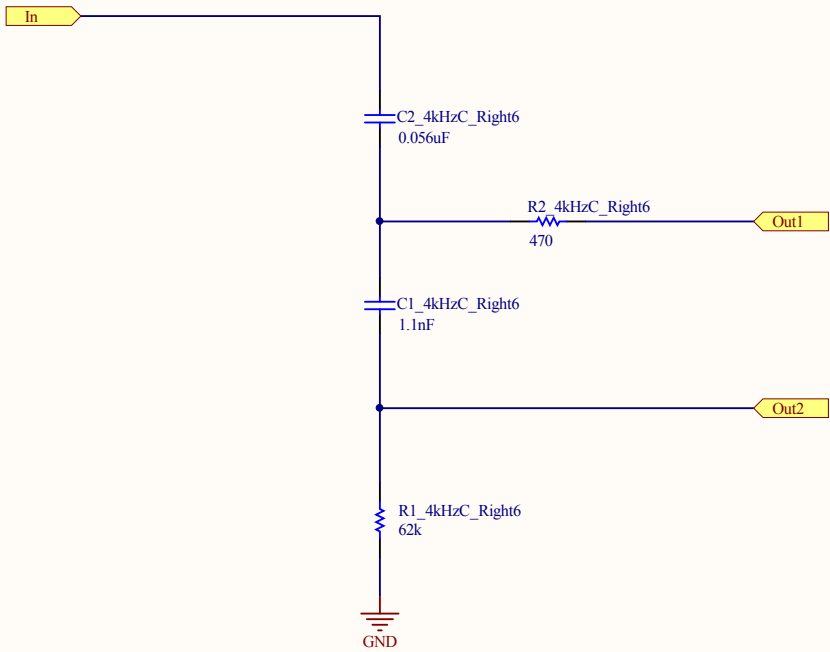 In
C2_4kHzC_Right6
0.056uF
R2_4kHzC_Right6
Out1
470
C1_4kHzC_Right6
1.1nF
Out2
R1_4kHzC_Right6
62k
GND